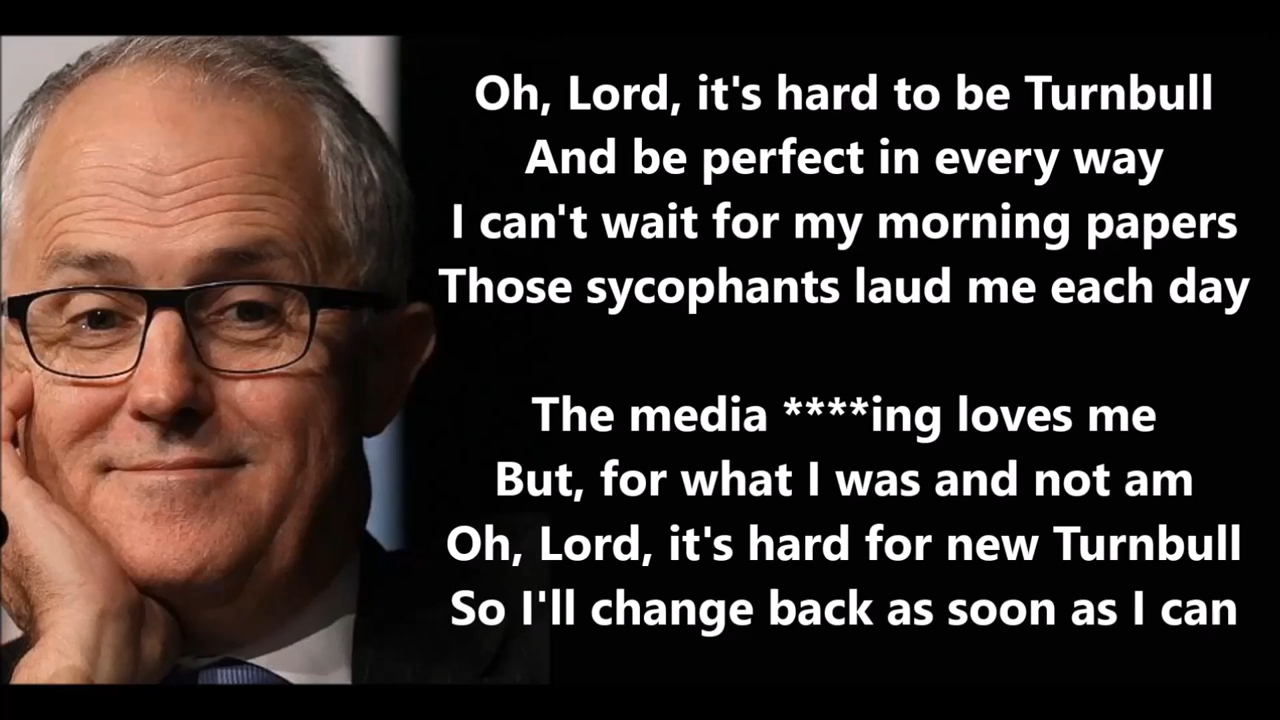 Oh, Lord, it's hard to be Turnbull
And be perfect in every way
I can't wait for my morning papers
Those sycophants laud me each day
The media ****ing loves me
But, for what I was and not am
Oh, Lord, it's hard for new Turnbull
So I'll change back as soon as I can